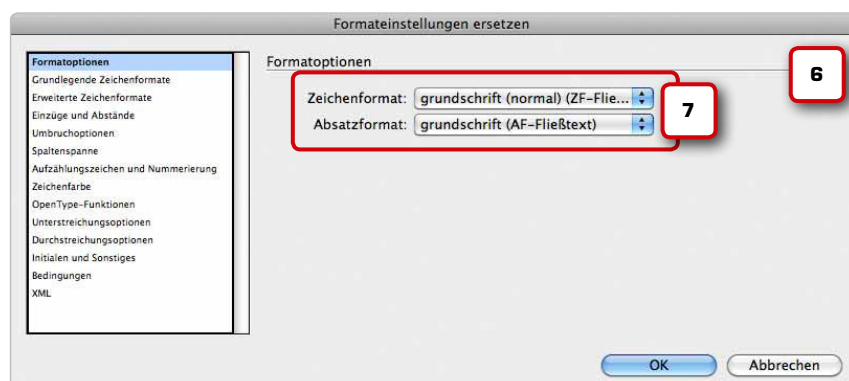 Formateinstellungen ersetzen
Formatoptionen
Grundlegende Zeichenformate
Erweiterte Zeichenformate
Einzüge und Abstände
Umbruchoptionen
Spaltenspanne
Aufzählungszeichen und Nummerierung
Zeichenfarbe
OpenType-Funktionen
Unterstreichungsoptionen
Durchstreichungsoptionen
Initialen und Sonstiges
Bedingungen
XML
Formatoptionen
6
Zeichenformat: grundschrift (normal) (ZF-Flie...
Absatzformat: grundschrift (AF-Fließtext)
7
OK Abbrechen